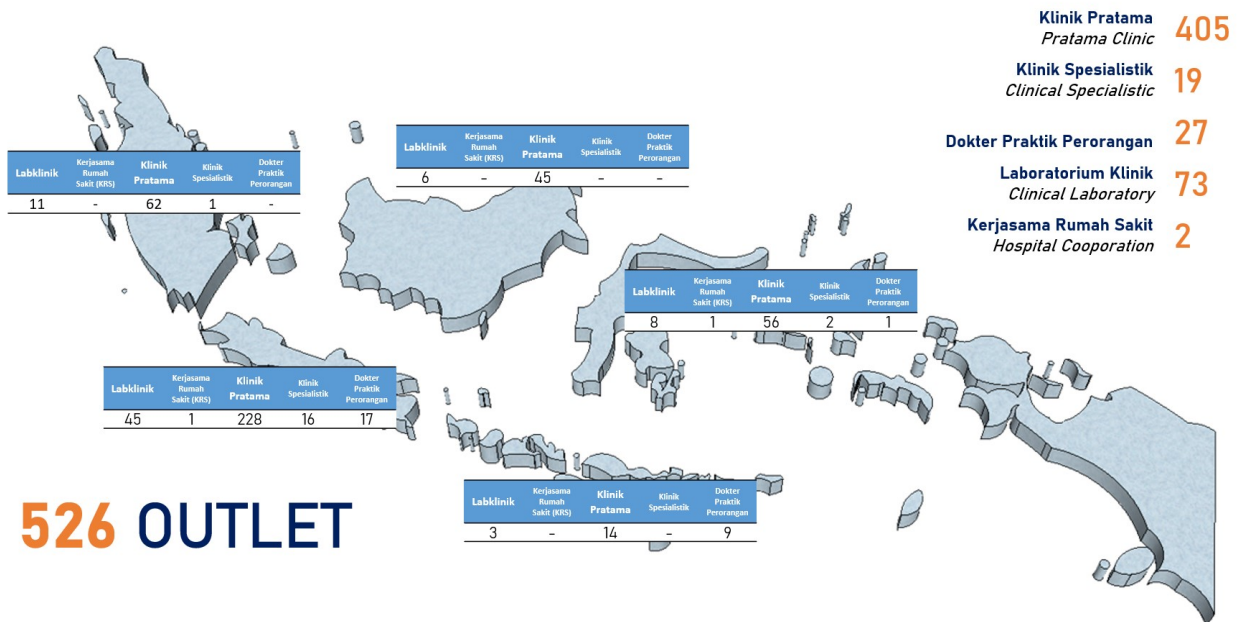 Klinik Pratama 405
Pratama Clinic
Klinik Spesialistik 19
Clinical Specialistic
Dokter Praktik Perorangan 27
Laboratorium Klinik 73
Clinical Laboratory
Kerjasama Rumah Sakit 2
Hospital Cooporation
Labklinik Kerjasama Rumah Sakit (KRS) Klinik Pratama Klinik Spesialistik Dokter Praktik Perorangan
11 - 62 1 -
Labklinik Kerjasama Rumah Sakit (KRS) Klinik Pratama Klinik Spesialistik Dokter Praktik Perorangan
6 - 45 - -
Labklinik Kerjasama Rumah Sakit (KRS) Klinik Pratama Klinik Spesialistik Dokter Praktik Perorangan
8 1 56 2 1
Labklinik Kerjasama Rumah Sakit (KRS) Klinik Pratama Klinik Spesialistik Dokter Praktik Perorangan
45 1 228 16 17
Labklinik Kerjasama Rumah Sakit (KRS) Klinik Pratama Klinik Spesialistik Dokter Praktik Perorangan
3 - 14 - 9
526 OUTLET